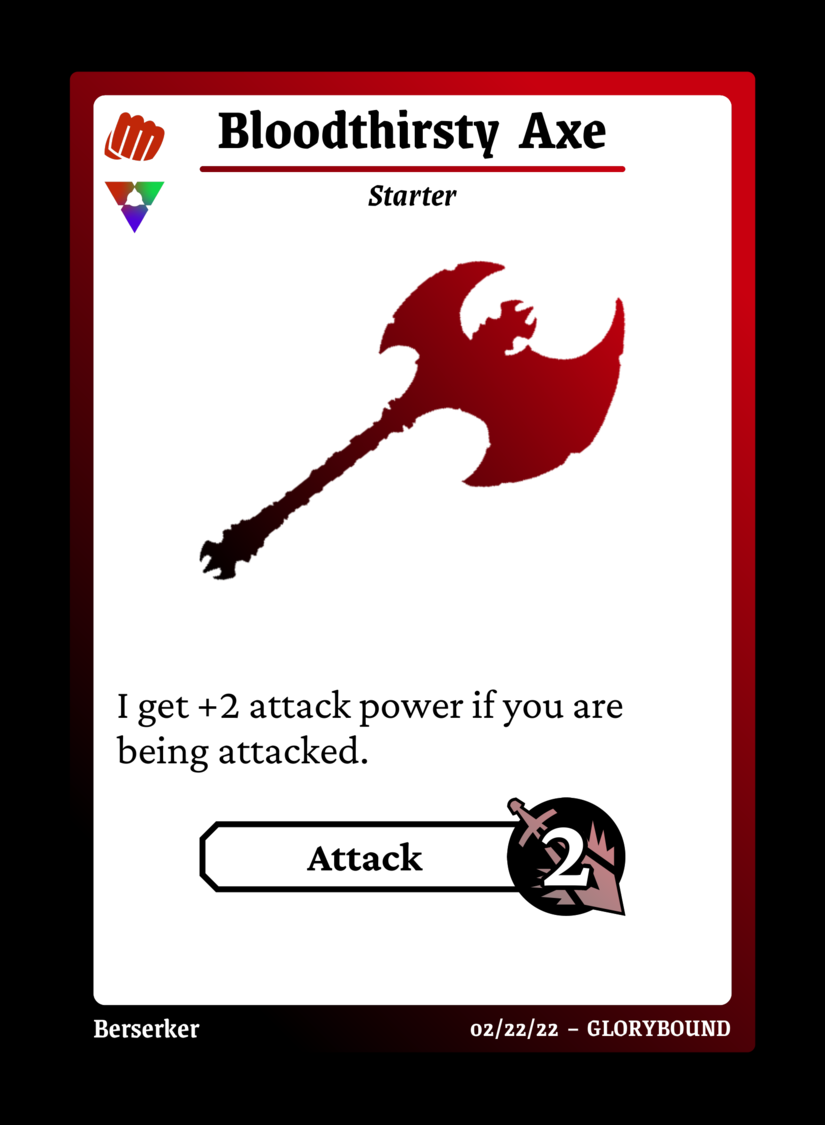 Bloodthirsty Axe
Starter
I get +2 attack power if you are
being attacked.
Attack
2
Berserker
02/22/22 – GLORYBOUND